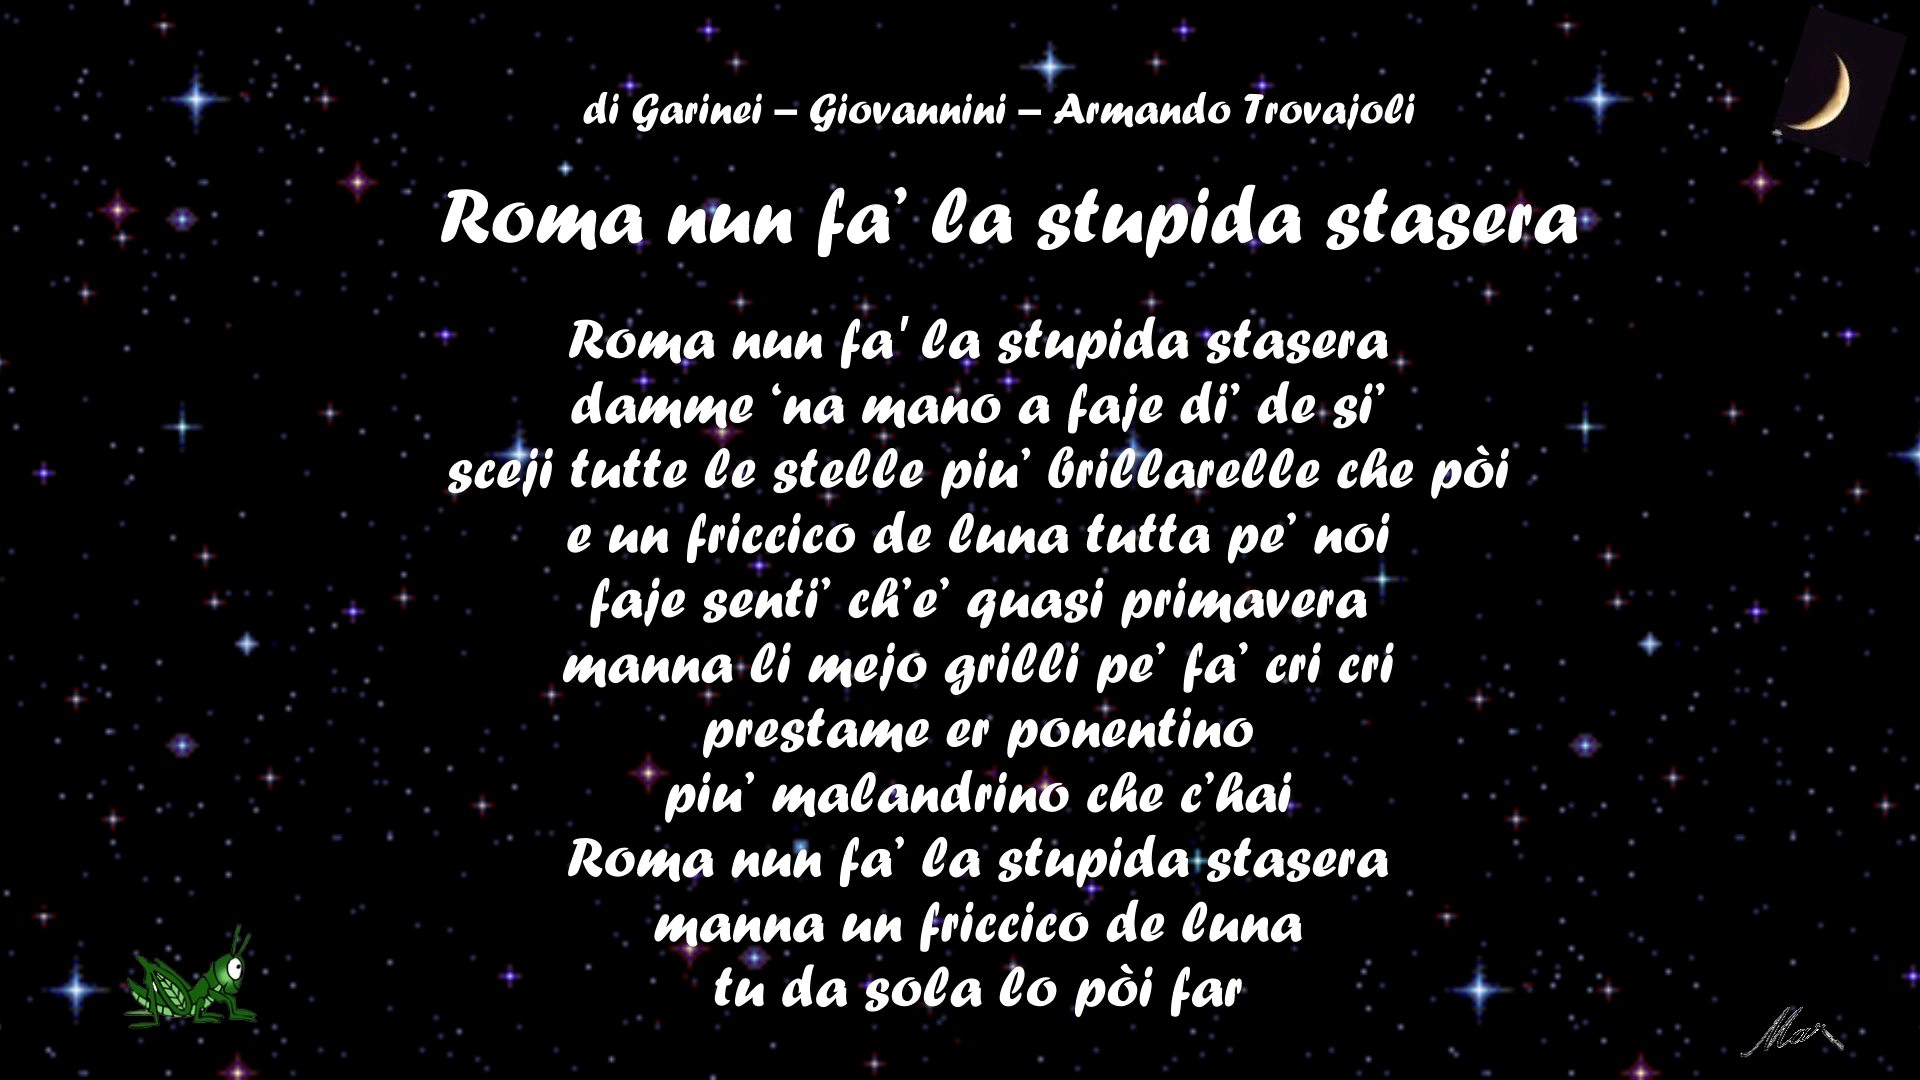 di Garinei – Giovannini – Armando Trovajoli
Roma nun fa’ la stupida stasera
Roma nun fa' la stupida stasera
damme ‘na mano a faje di’ de si’
sceji tutte le stelle piu’ brillarelle che pòi
e un friccico de luna tutta pe’ noi
faje senti’ ch’e’ quasi primavera
manna li mejo grilli pe’ fa’ cri cri
prestame er ponentino
piu’ malandrino che c’hai
Roma nun fa’ la stupida stasera
manna un friccico de luna
tu da sola lo pòi far